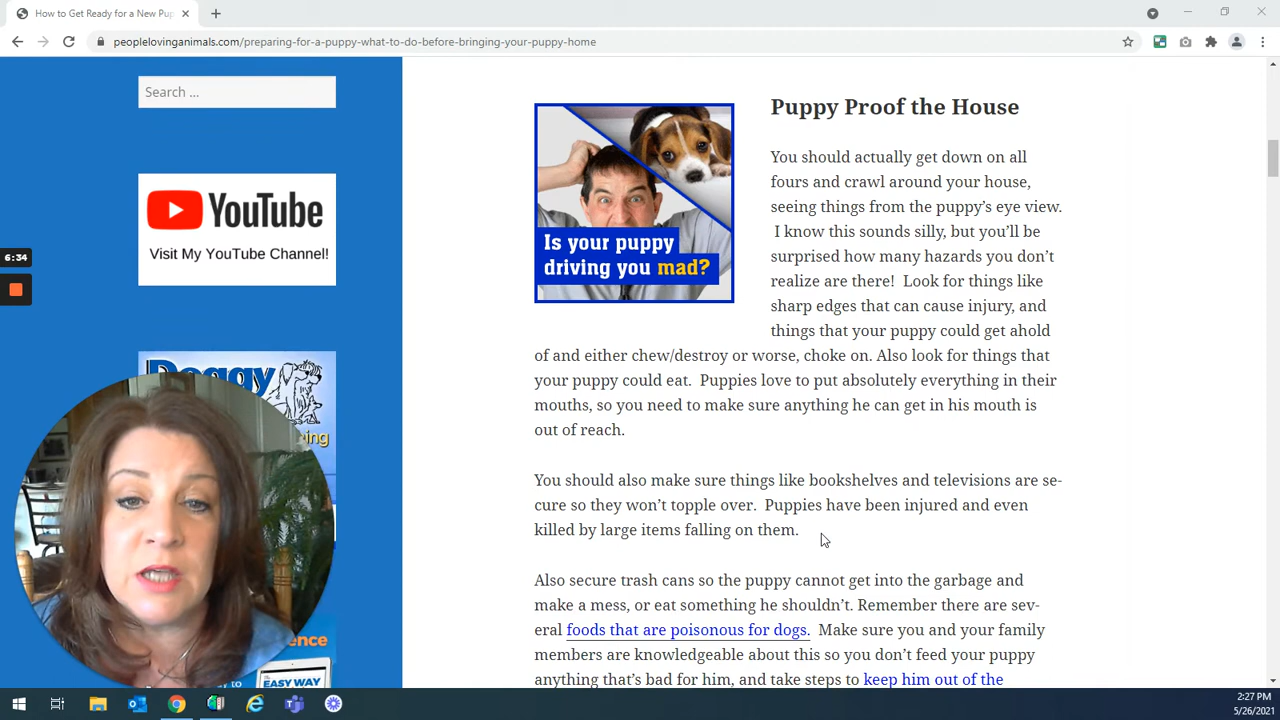 How to Get Ready for a New Pup
peoplelovinganimals.com/preparing-for-a-puppy-what-to-do-before-bringing-your-puppy-home
Search ...
YouTube
Visit My YouTube Channel!
6:34
Doggy
ing
ence
EASY WAY
Is your puppy
driving you mad?
Puppy Proof the House
You should actually get down on all
fours and crawl around your house,
seeing things from the puppy's eye view.
I know this sounds silly, but you'll be
surprised how many hazards you don't
realize are there! Look for things like
sharp edges that can cause injury, and
things that your puppy could get ahold
of and either chew/destroy or worse, choke on. Also look for things that
your puppy could eat. Puppies love to put absolutely everything in their
mouths, so you need to make sure anything he can get in his mouth is
out of reach.
You should also make sure things like bookshelves and televisions are se-
cure so they won't topple over. Puppies have been injured and even
killed by large items falling on them.
Also secure trash cans so the puppy cannot get into the garbage and
make a mess, or eat something he shouldn't. Remember there are sev-
eral foods that are poisonous for dogs. Make sure you and your family
members are knowledgeable about this so you don't feed your puppy
anything that's bad for him, and take steps to keep him out of the
2:27 PM
5/26/2021